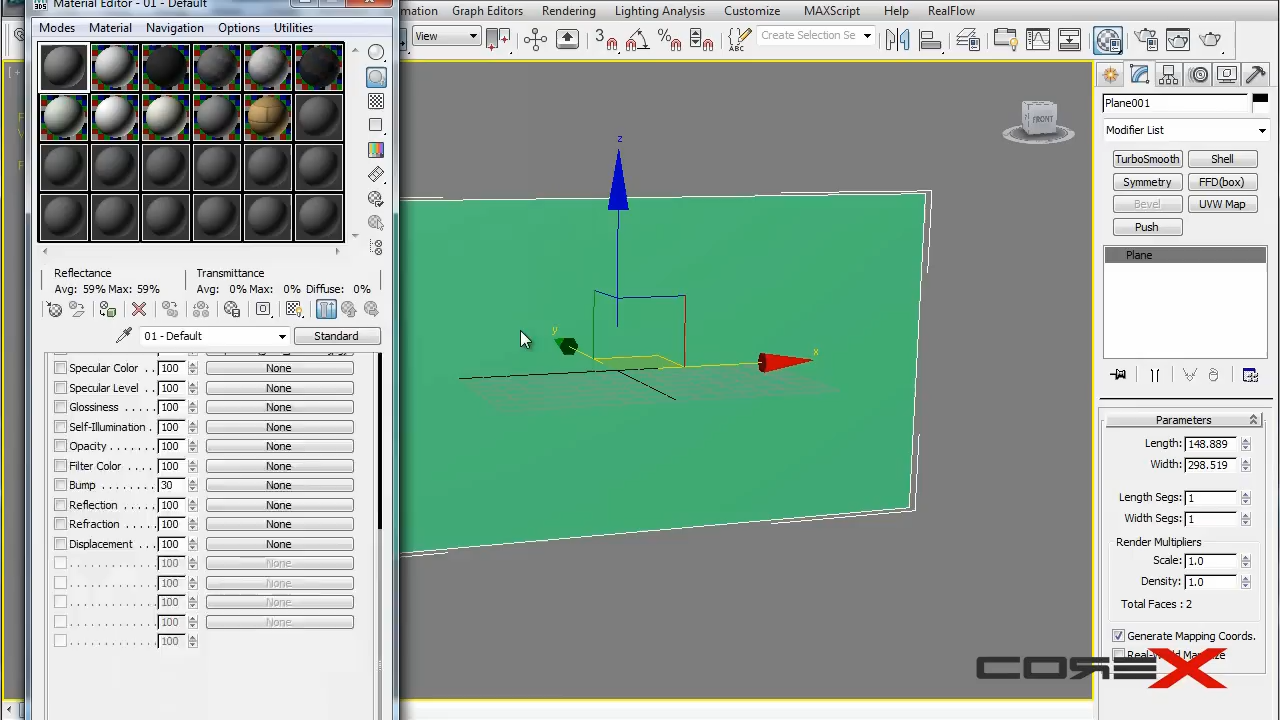 Material Editor - 01 - Default
Modes Material Navigation Options Utilities
Graph Editors Rendering Lighting Analysis Customize MAXScript Help RealFlow
View
Create Selection Se
3
[+]
z
y
x
FRONT
Reflectance
Avg: 59% Max: 59%
Transmittance
Avg: 0% Max: 0% Diffuse: 0%
01 - Default
Standard
Specular Color . . 100 None
Specular Level . 100 None
Glossiness . . . . . 100 None
Self-Illumination . 100 None
Opacity . . . . . . . 100 None
Filter Color . . . . 100 None
Bump . . . . . . . . 30 None
Reflection . . . . . 100 None
Refraction . . . . . 100 None
Displacement . . . 100 None
. . . . . . . . . . . . . . 100 None
. . . . . . . . . . . . . . 100 None
. . . . . . . . . . . . . . 100 None
. . . . . . . . . . . . . . 100 None
. . . . . . . . . . . . . . 100
Plane001
Modifier List
TurboSmooth Shell
Symmetry FFD(box)
Bevel UVW Map
Push
Plane
Parameters
Length: 148.889
Width: 298.519
Length Segs: 1
Width Segs: 1
Render Multipliers
Scale: 1.0
Density: 1.0
Total Faces : 2
Generate Mapping Coords.
COREX